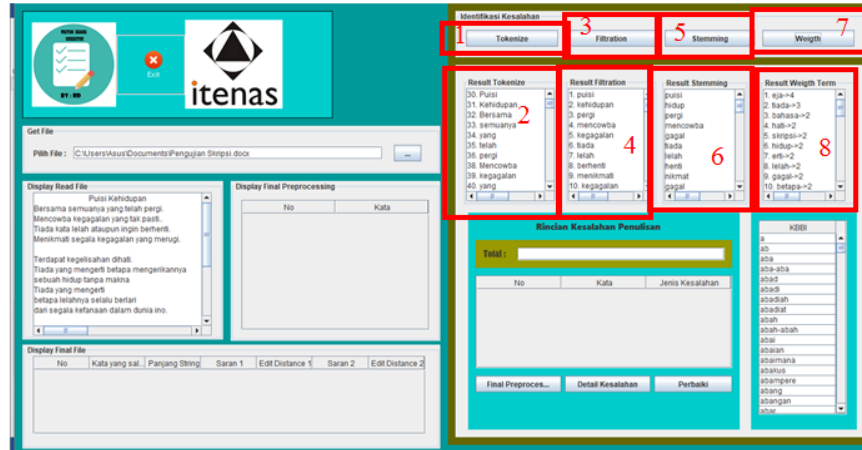 BY : UD
Exit
itenas
Get File
Pilih File : C:\Users\Asus\Documents\Pengujian Skripsi.docx ...
Display Read File
Puisi Kehidupan
Bersama semuanya yang telah pergi.
Mencowba kegagalan yang tak pasti..
Tiada kata lelah ataupun ingin berhenti.
Menikmati segala kegagalan yang merugi.
Terdapat kegelisahan dihati.
Tiada yang mengerti betapa mengerikannya
sebuah hidup tanpa makna
Tiada yang mengerti
betapa lelahnya selalu berlari
dari segala kefanaan dalam dunia ino.
Display Final Preprocessing
No Kata
Display Final File
No Kata yang sal... Panjang String Saran 1 Edit Distance 1 Saran 2 Edit Distance 2
Identifikasi Kesalahan
1 Tokenize 3 Filtration 5 Stemming 7 Weigth
Result Tokenize
30. Puisi
31. Kehidupan
32. Bersama
33. semuanya
34. yang
35. telah
36. pergi
38. Mencowba
39. kegagalan
40. yang
2
Result Filtration
1. puisi
2. kehidupan
3. pergi
4. mencowba
5. kegagalan
6. tiada
7. lelah
8. berhenti
9. menikmati
10. kegagalan
4
Result Stemming
puisi
hidup
pergi
mencowba
gagal
tiada
lelah
henti
nikmat
gagal
6
Result Weigth Term
1. eja->4
2. tiada->3
3. bahasa->2
4. hati->2
5. skripsi->2
6. hidup->2
7. erti->2
8. lelah->2
9. gagal->2
10. betapa->2
8
Rincian Kesalahan Penulisan
Total :
No Kata Jenis Kesalahan
Final Preproces... Detail Kesalahan Perbaiki
KBBI
a
ab
aba
aba-aba
abad
abadi
abadiah
abadiat
abah
abah-abah
abai
abaian
abaimana
abakus
abampere
abang
abangan
abar